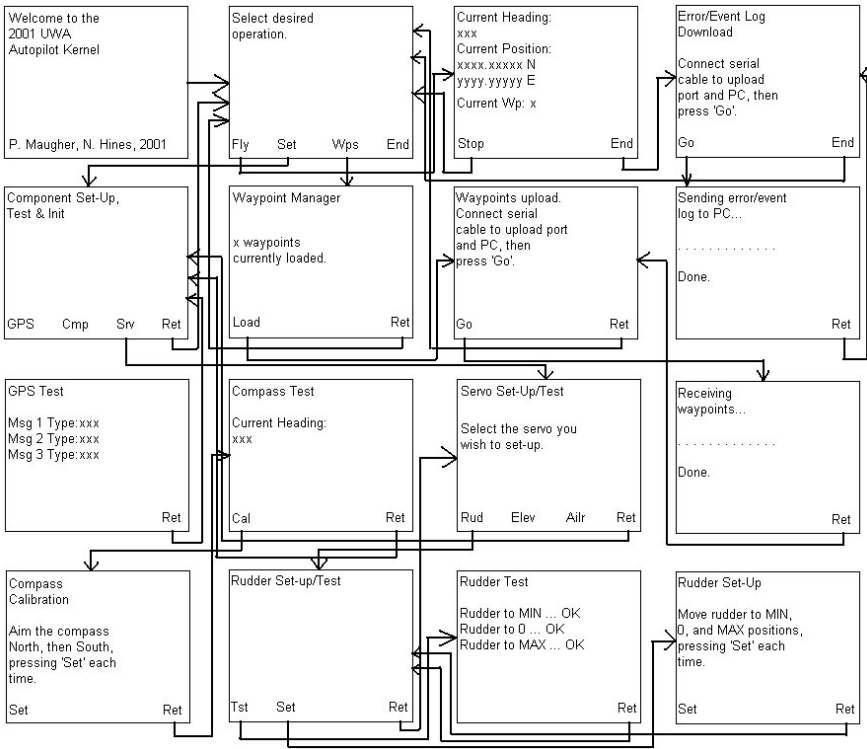 Welcome to the
2001 UWA
Autopilot Kernel
P. Maugher, N. Hines, 2001
Select desired
operation.
Fly Set Wps End
Current Heading:
xxx
Current Position:
xxxx.xxxxx N
yyyy.yyyyy E
Current Wp: x
Stop End
Error/Event Log
Download
Connect serial
cable to upload
port and PC, then
press 'Go'.
Go End
Component Set-Up,
Test & Init
GPS Cmp Srv Ret
Waypoint Manager
x waypoints
currently loaded.
Load Ret
Waypoints upload.
Connect serial
cable to upload port
and PC, then
press 'Go'.
Go Ret
Sending error/event
log to PC...
. . . . . . . . . . . . .
Done.
Ret
GPS Test
Msg 1 Type:xxx
Msg 2 Type:xxx
Msg 3 Type:xxx
Ret
Compass Test
Current Heading:
xxx
Cal Ret
Servo Set-Up/Test
Select the servo you
wish to set-up.
Rud Elev Ailr Ret
Receiving
waypoints...
. . . . . . . . . . . . .
Done.
Ret
Compass
Calibration
Aim the compass
North, then South,
pressing 'Set' each
time.
Set Ret
Rudder Set-up/Test
Tst Set Ret
Rudder Test
Rudder to MIN ... OK
Rudder to 0 ... OK
Rudder to MAX ... OK
Ret
Rudder Set-Up
Move rudder to MIN,
0, and MAX positions,
pressing 'Set' each
time.
Set Ret